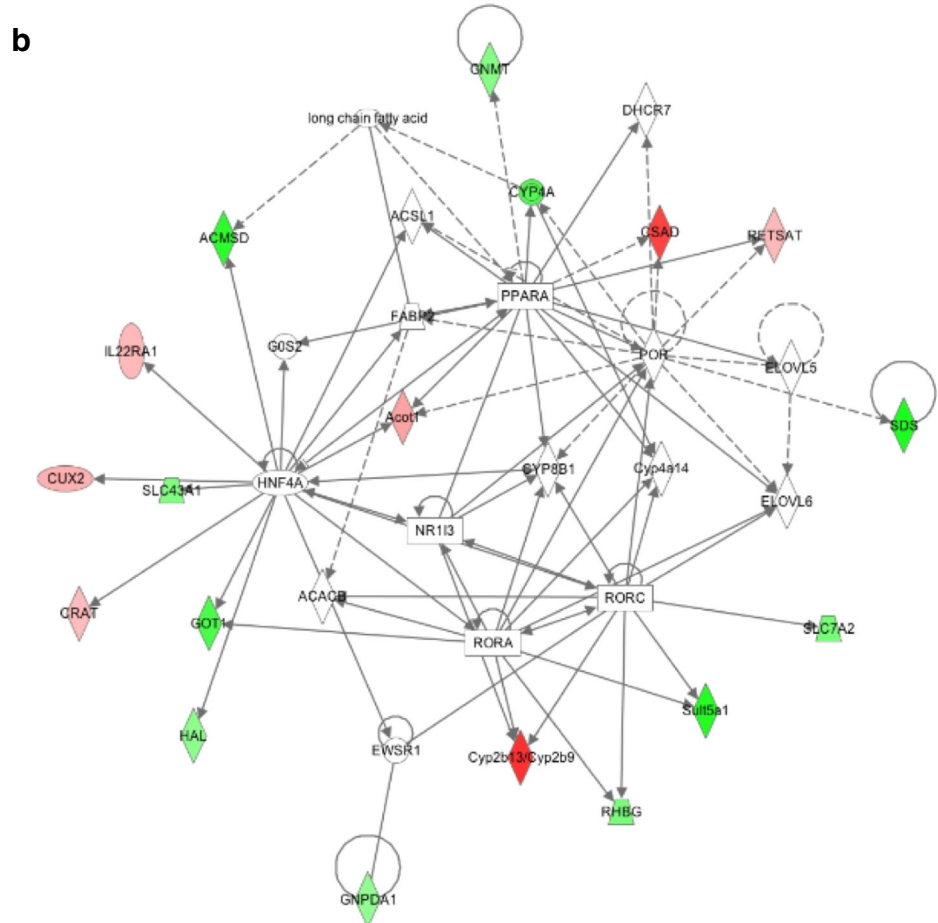 b
GNMT
DHCR7
long chain fatty acid
CYP4A
ACSL1
ACMSD
CSAD
RETSAT
PPARA
FABP2
IL22RA1
G0S2
POR
ELOVL5
Acot1
SDS
CYP8B1
Cyp4a14
CUX2
SLC43A1
HNF4A
ELOVL6
NR1I3
ACACB
RORC
CRAT
GOT1
RORA
SLC7A2
Sult5a1
HAL
EWSR1
Cyp2b13/Cyp2b9
RHBG
GNPDA1